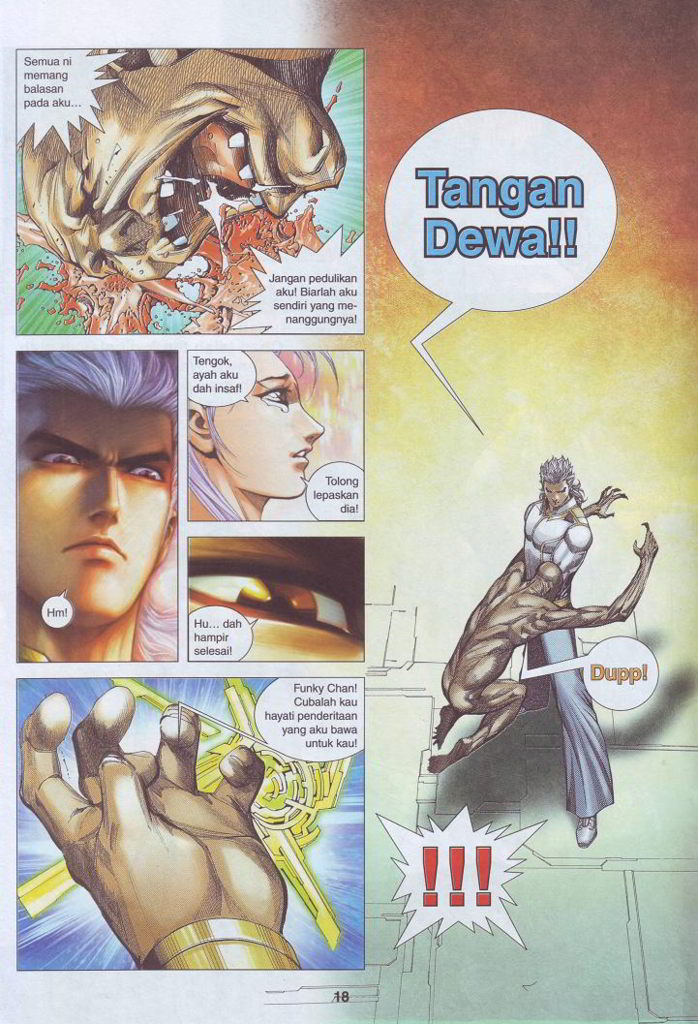 Semua ni
memang
balasan
pada aku...
Jangan pedulikan
aku! Biarlah aku
sendiri yang me-
nanggungnya!
Hm!
Tengok,
ayah aku
dah insaf!
Tolong
lepaskan
dia!
Hu... dah
hampir
selesai!
Funky Chan!
Cubalah kau
hayati penderitaan
yang aku bawa
untuk kau!
Tangan
Dewa!!
Dupp!
!!!
18